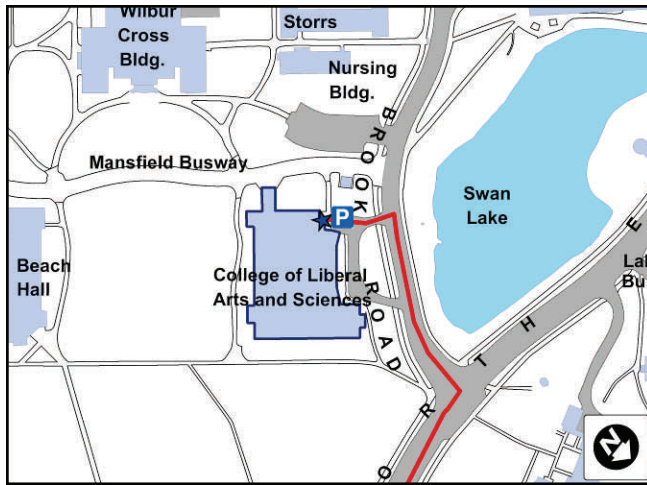 Wilbur
Cross
Bldg.
Storrs
Nursing
Bldg.
BROOK ROAD
Mansfield Busway
Swan
Lake
P
Beach
Hall
College of Liberal
Arts and Sciences
ORTH E
N